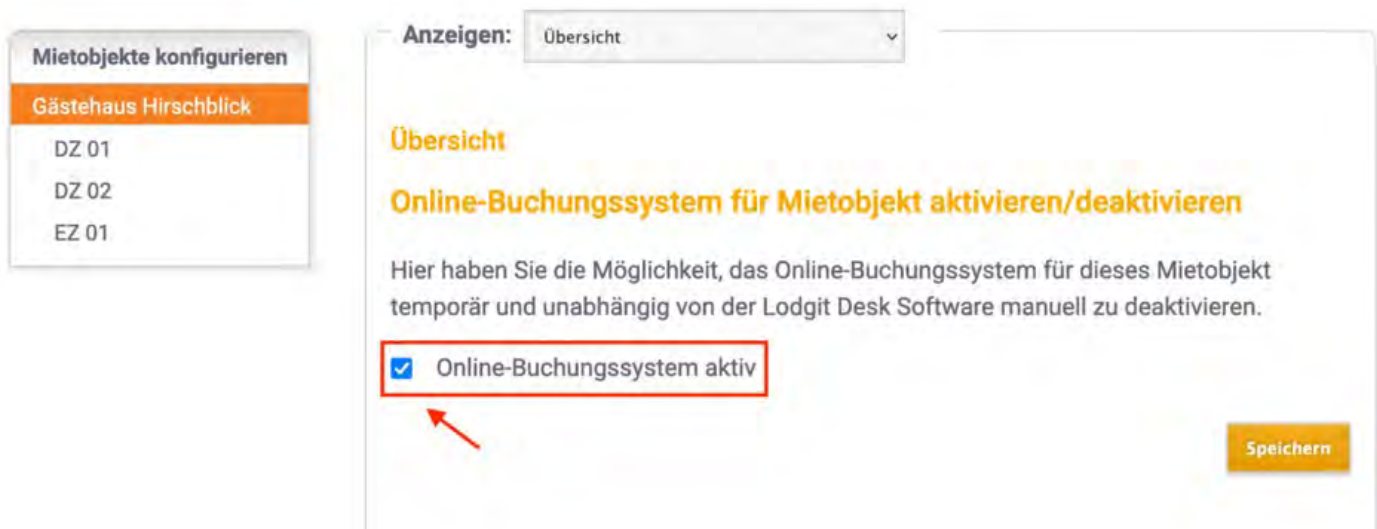 Mietobjekte konfigurieren
Gästehaus Hirschblick
DZ 01
DZ 02
EZ 01
Anzeigen: Übersicht
Übersicht
Online-Buchungssystem für Mietobjekt aktivieren/deaktivieren
Hier haben Sie die Möglichkeit, das Online-Buchungssystem für dieses Mietobjekt
temporär und unabhängig von der Lodgit Desk Software manuell zu deaktivieren.
Online-Buchungssystem aktiv
Speichern